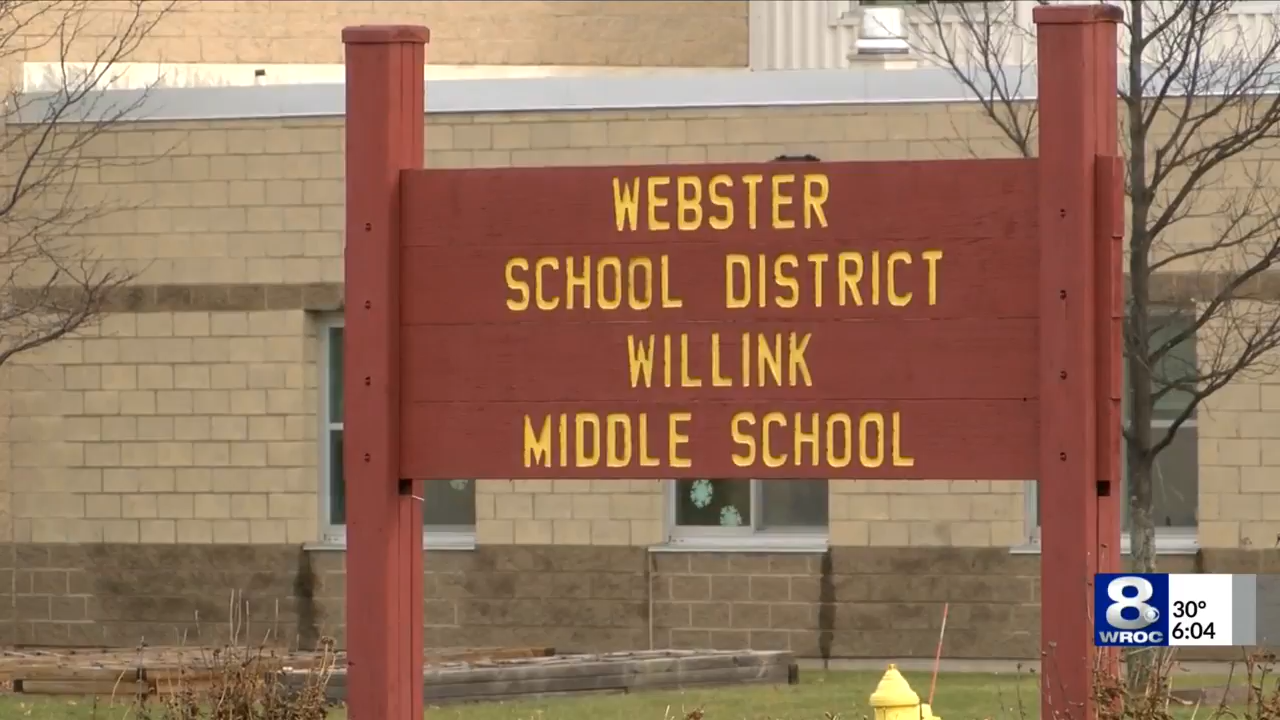 WEBSTER
SCHOOL DISTRICT
WILLINK
MIDDLE SCHOOL
8
WROC
30°
6:04